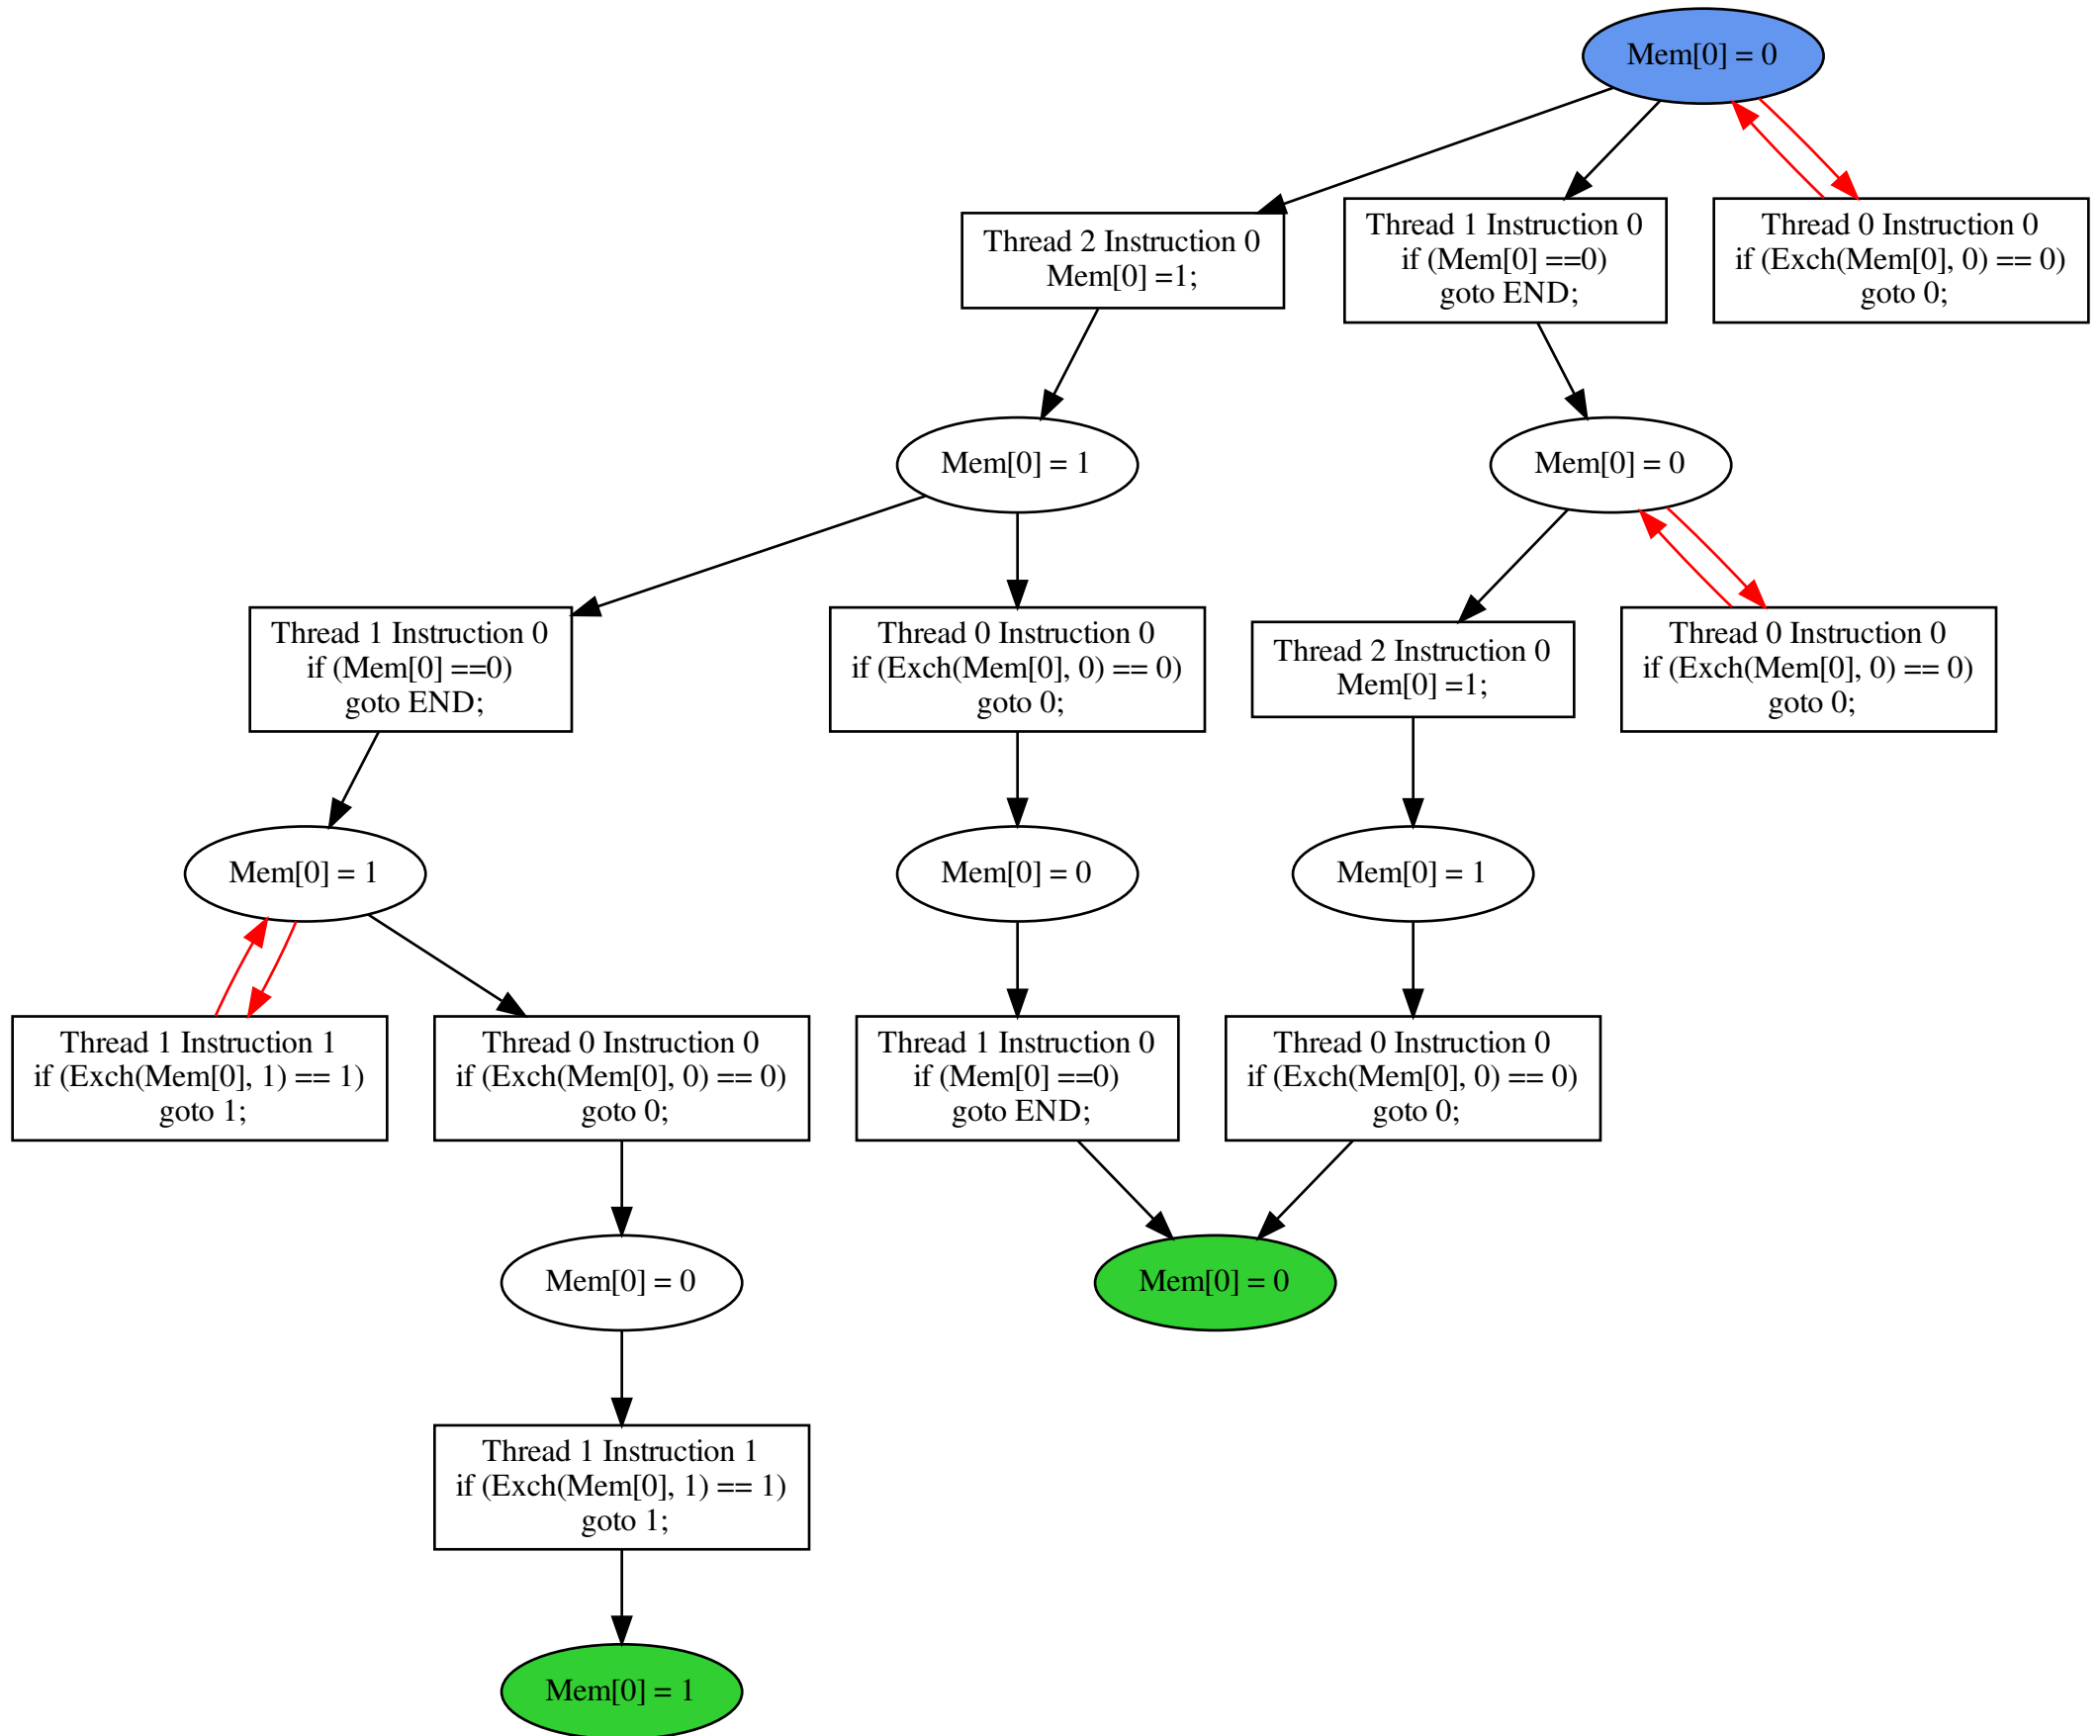 Mem[0] = 0
Thread 2 Instruction 0
Mem[0] =1;
Thread 1 Instruction 0
if (Mem[0] ==0)
goto END;
Thread 0 Instruction 0
if (Exch(Mem[0], 0) == 0)
goto 0;
Mem[0] = 1
Mem[0] = 0
Thread 1 Instruction 0
if (Mem[0] ==0)
goto END;
Thread 0 Instruction 0
if (Exch(Mem[0], 0) == 0)
goto 0;
Thread 2 Instruction 0
Mem[0] =1;
Thread 0 Instruction 0
if (Exch(Mem[0], 0) == 0)
goto 0;
Mem[0] = 1
Mem[0] = 0
Mem[0] = 1
Thread 1 Instruction 1
if (Exch(Mem[0], 1) == 1)
goto 1;
Thread 0 Instruction 0
if (Exch(Mem[0], 0) == 0)
goto 0;
Thread 1 Instruction 0
if (Mem[0] ==0)
goto END;
Thread 0 Instruction 0
if (Exch(Mem[0], 0) == 0)
goto 0;
Mem[0] = 0
Mem[0] = 0
Thread 1 Instruction 1
if (Exch(Mem[0], 1) == 1)
goto 1;
Mem[0] = 1